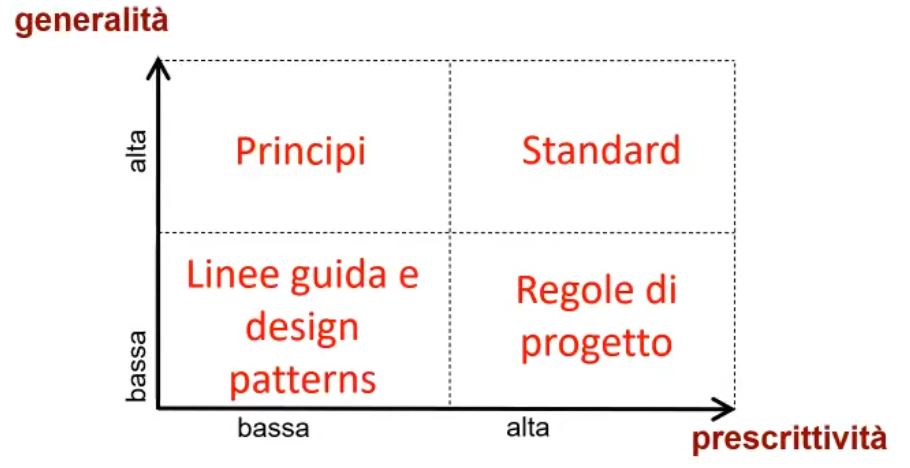 generalità
alta
Principi
Standard
bassa
Linee guida e
design
patterns
Regole di
progetto
bassa
alta
prescrittività